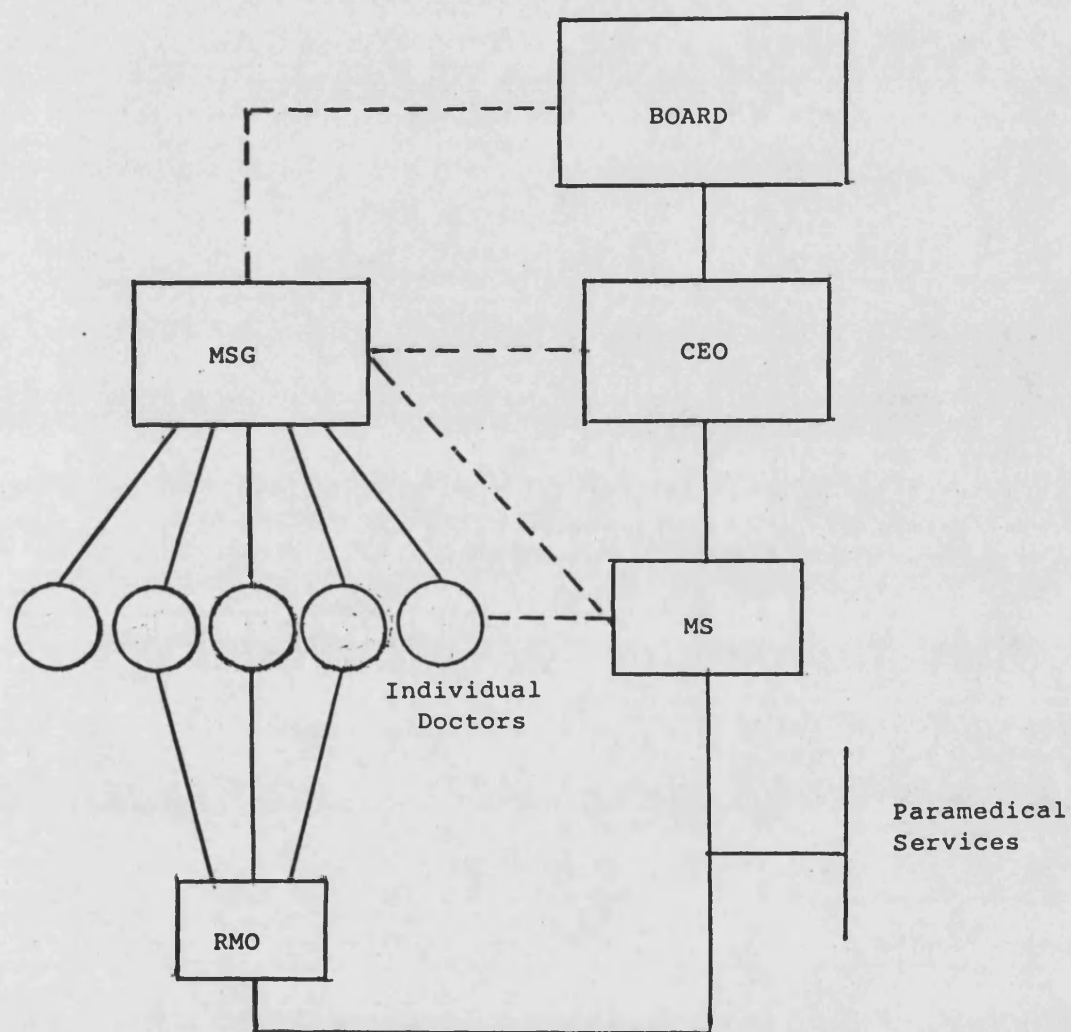 BOARD
MSG
CEO
MS
Individual
Doctors
Paramedical
Services
RMO